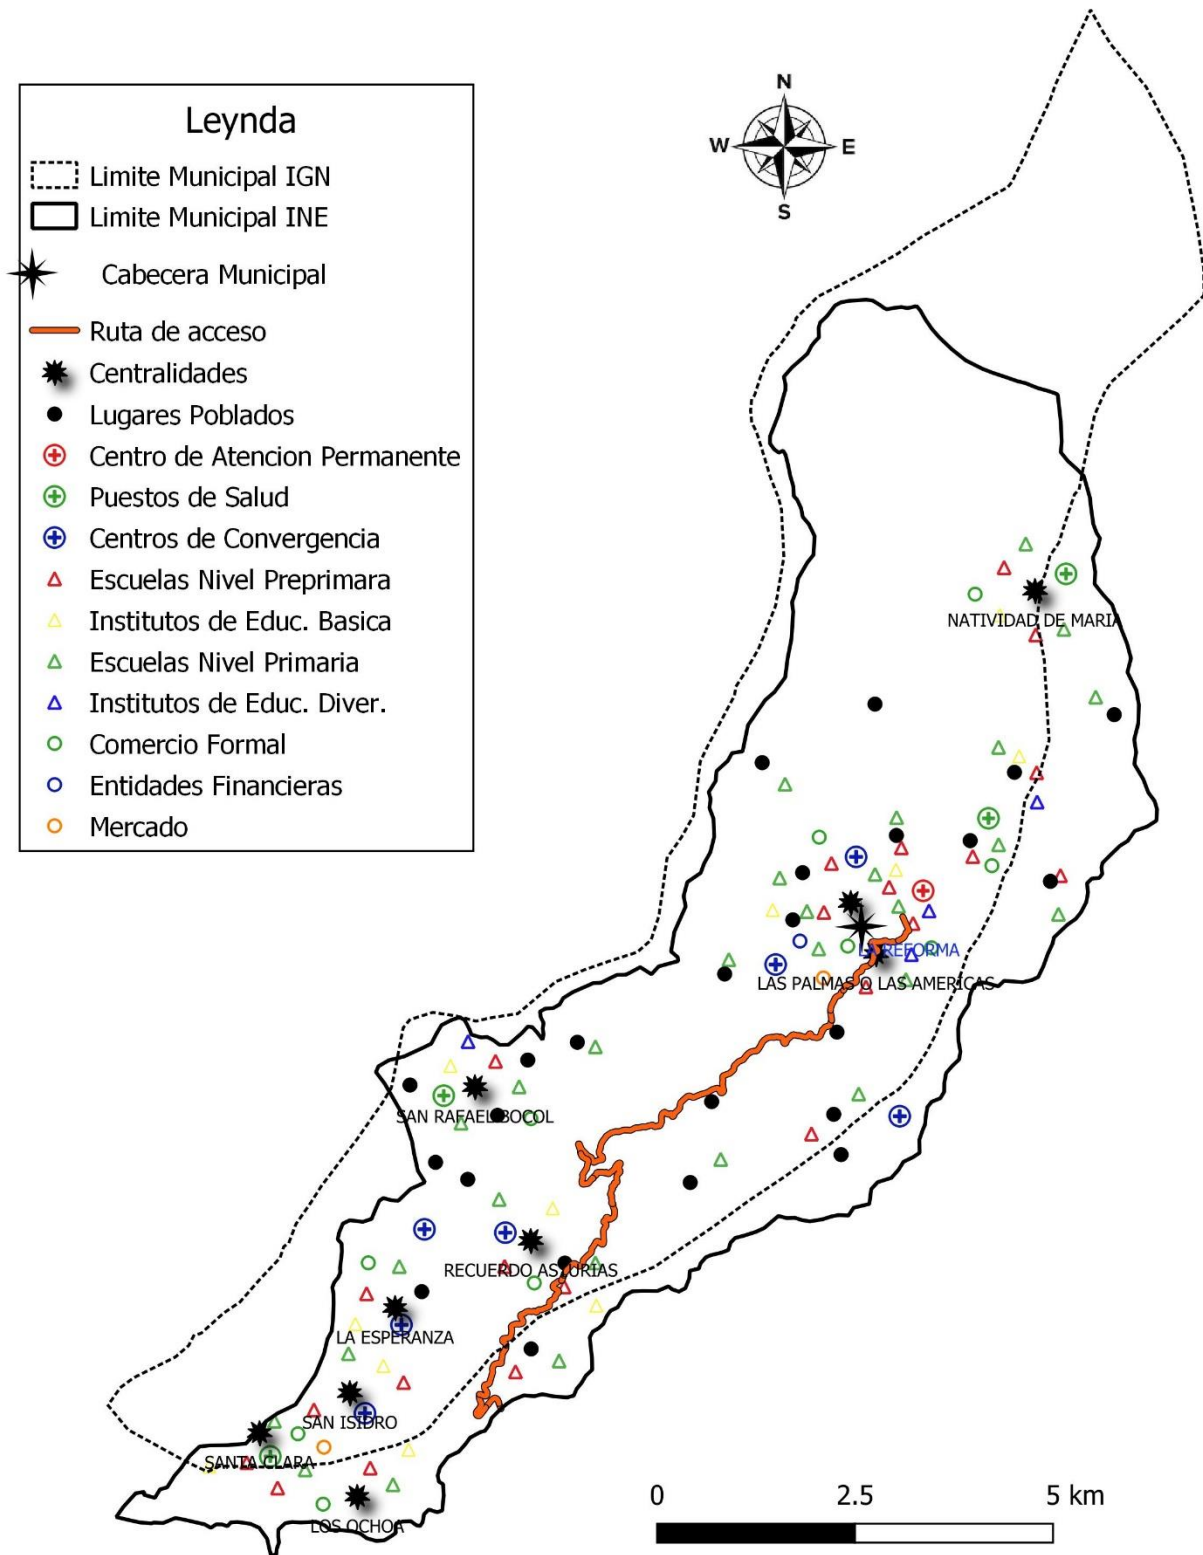 Leynda
Limite Municipal IGN
Limite Municipal INE
Cabecera Municipal
Ruta de acceso
Centralidades
Lugares Poblados
Centro de Atencion Permanente
Puestos de Salud
Centros de Convergencia
Escuelas Nivel Preprimara
Institutos de Educ. Basica
Escuelas Nivel Primaria
Institutos de Educ. Diver.
Comercio Formal
Entidades Financieras
Mercado
N
W E
S
NATIVIDAD DE MARIA
LA REFORMA
LAS PALMAS O LAS AMERICAS
SAN RAFAEL BOCOL
RECUERDO ASTURIAS
LA ESPERANZA
SAN ISIDRO
SANTA CLARA
LOS OCHOA
0 2.5 5 km